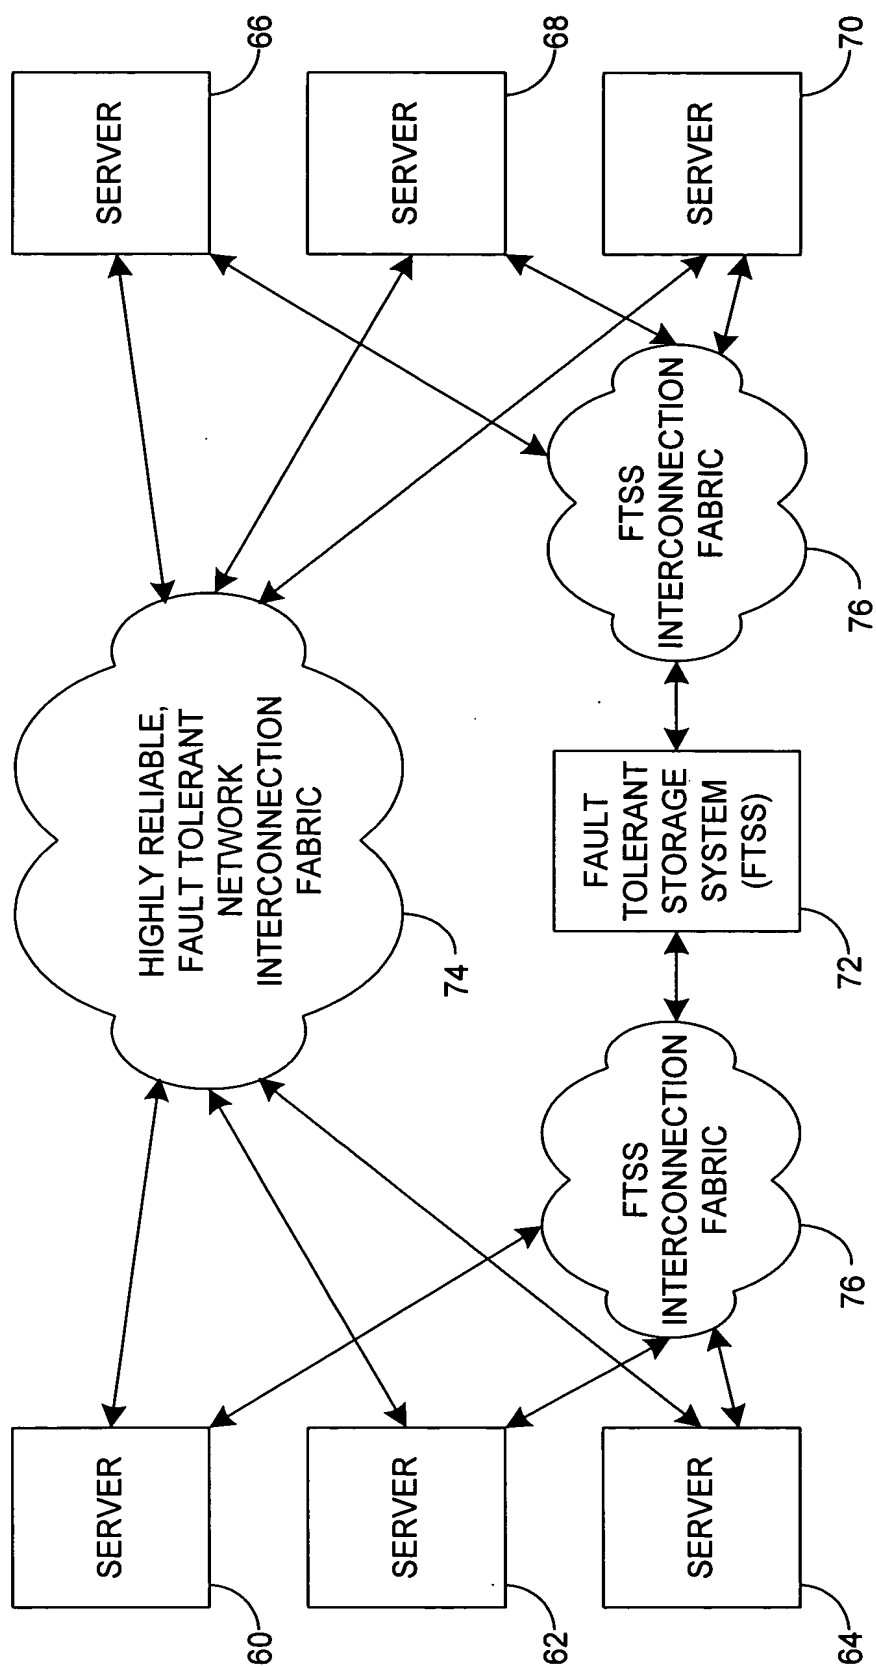 SERVER
60
SERVER
62
SERVER
64
HIGHLY RELIABLE,
FAULT TOLERANT
NETWORK
INTERCONNECTION
FABRIC
74
FTSS
INTERCONNECTION
FABRIC
76
FAULT
TOLERANT
STORAGE
SYSTEM
(FTSS)
72
FTSS
INTERCONNECTION
FABRIC
76
SERVER
66
SERVER
68
SERVER
70